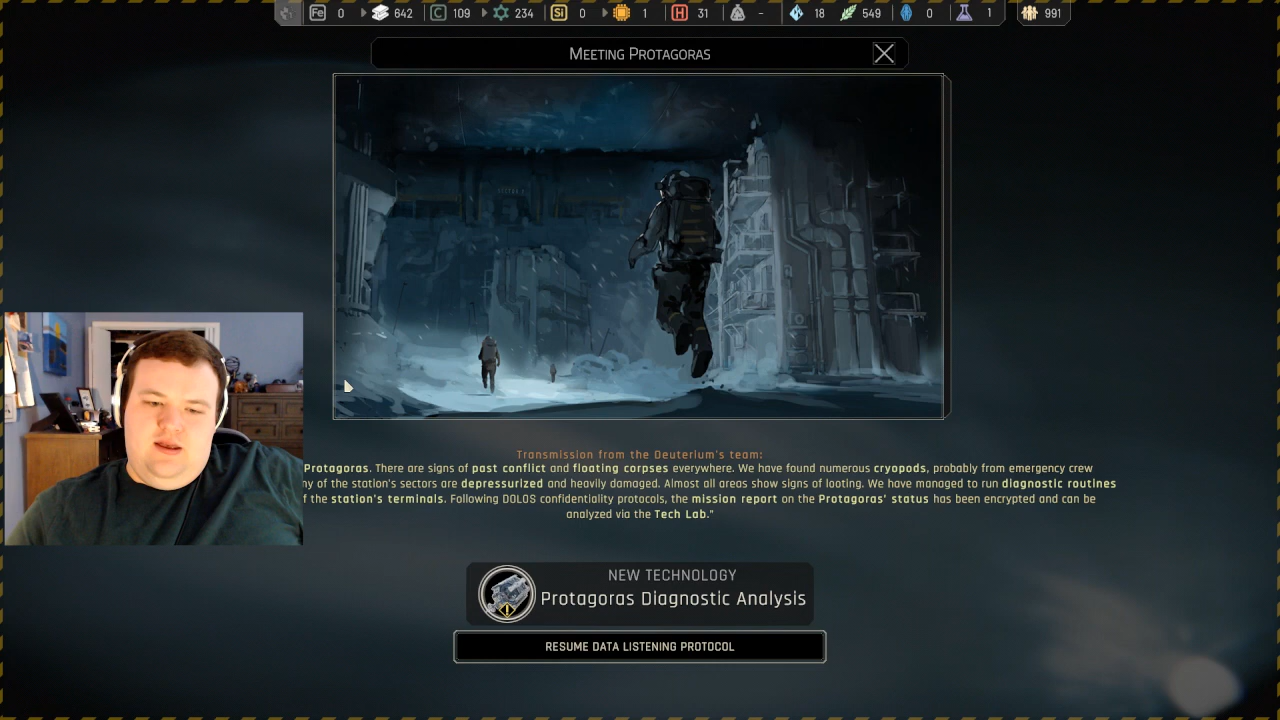 Fe 0 642 C 109 234 Si 0 1 H 31 - 18 549 0 1 991
Meeting Protagoras
Transmission from the Deuterium's team:
Protagoras. There are signs of past conflict and floating corpses everywhere. We have found numerous cryopods, probably from emergency crew
ny of the station's sectors are depressurized and heavily damaged. Almost all areas show signs of looting. We have managed to run diagnostic routines
f the station's terminals. Following DOLOS confidentiality protocols, the mission report on the Protagoras' status has been encrypted and can be
analyzed via the Tech Lab."
NEW TECHNOLOGY
Protagoras Diagnostic Analysis
RESUME DATA LISTENING PROTOCOL